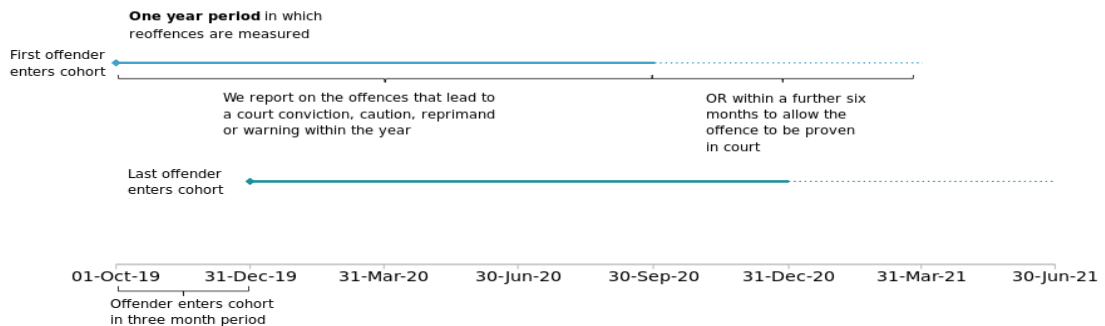 One year period in which
reoffences are measured
First offender
enters cohort
We report on the offences that lead to
a court conviction, caution, reprimand
or warning within the year
OR within a further six
months to allow the
offence to be proven
in court
Last offender
enters cohort
01-Oct-19 31-Dec-19 31-Mar-20 30-Jun-20 30-Sep-20 31-Dec-20 31-Mar-21 30-Jun-21
Offender enters cohort
in three month period